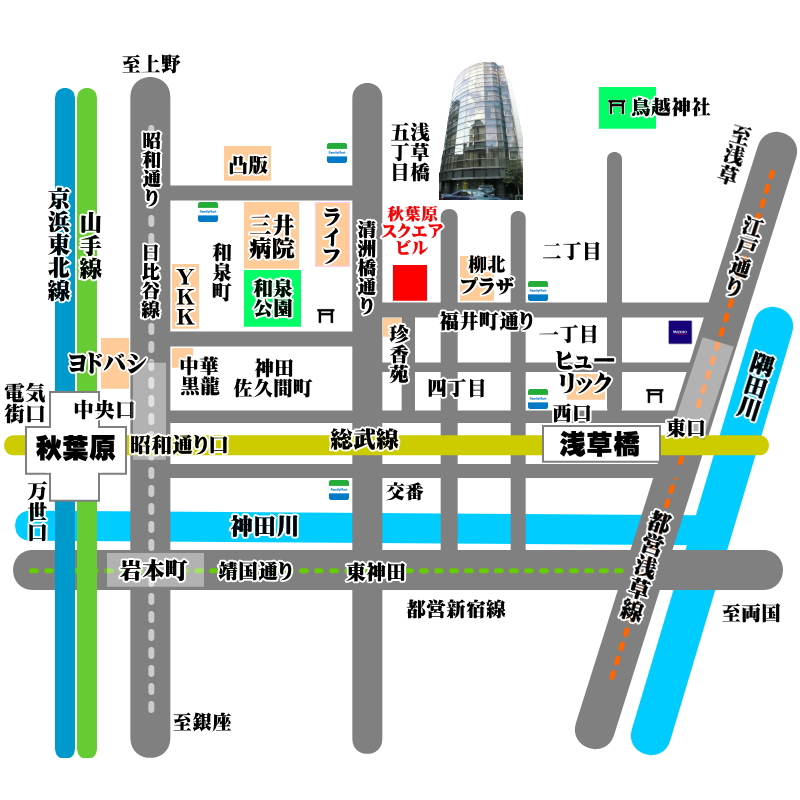 至上野
鳥越神社
至浅草
浅草橋
五丁目
昭和通り
凸版
FamilyMart
FamilyMart
京浜東北線
山手線
三井
病院
ライフ
清洲橋通り
秋葉原
スクエア
ビル
江戸通り
日比谷線
和泉町
YKK
和泉
公園
柳北
プラザ
二丁目
FamilyMart
福井町通り
一丁目
MIZUHO
珍香苑
ヨドバシ
中華
黒龍
神田
佐久間町
四丁目
ヒュー
リック
隅田川
電気
街口
中央口
FamilyMart
西口
東口
秋葉原
昭和通り口
総武線
浅草橋
万世口
FamilyMart
交番
神田川
都営浅草線
岩本町
靖国通り
東神田
都営新宿線
至両国
至銀座